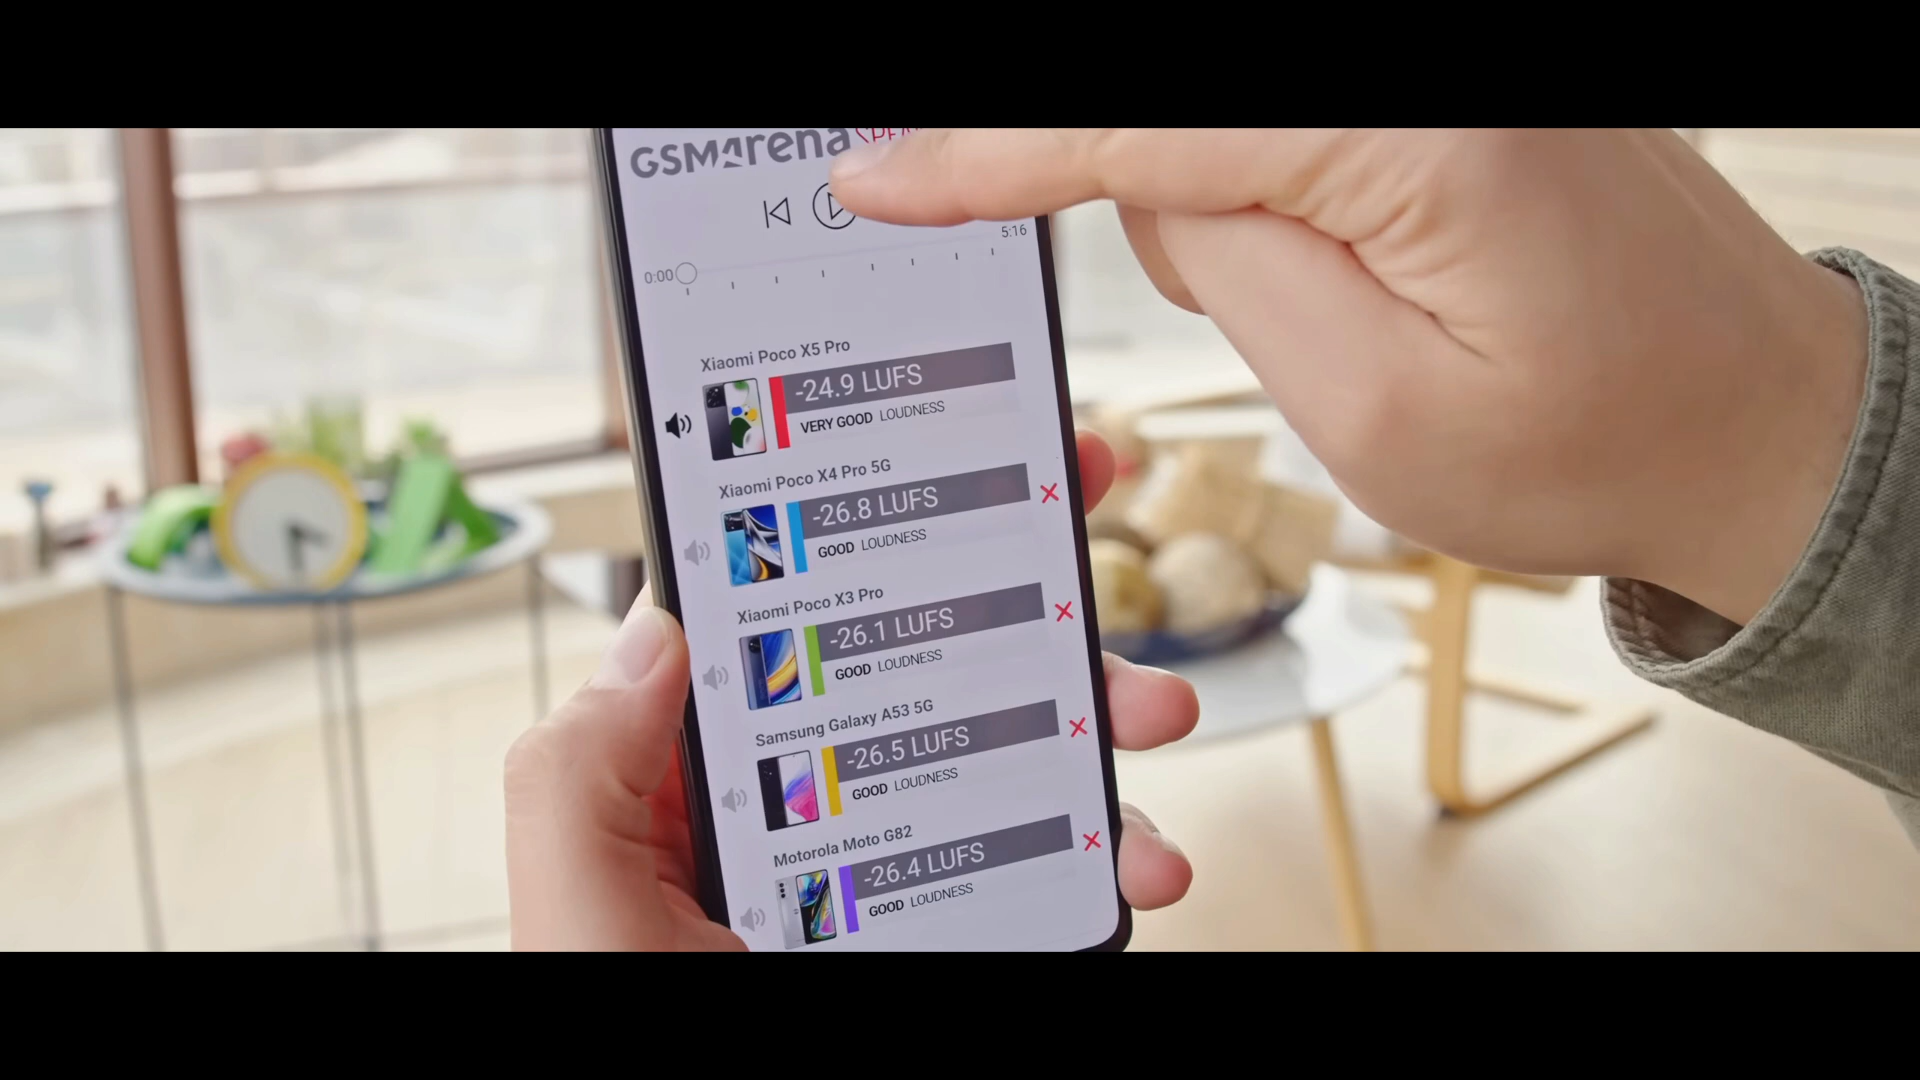 GSMArena
0:00
5:16
Xiaomi Poco X5 Pro
-24.9 LUFS
VERY GOOD LOUDNESS
Xiaomi Poco X4 Pro 5G
-26.8 LUFS
GOOD LOUDNESS
Xiaomi Poco X3 Pro
-26.1 LUFS
GOOD LOUDNESS
Samsung Galaxy A53 5G
-26.5 LUFS
GOOD LOUDNESS
Motorola Moto G82
-26.4 LUFS
GOOD LOUDNESS